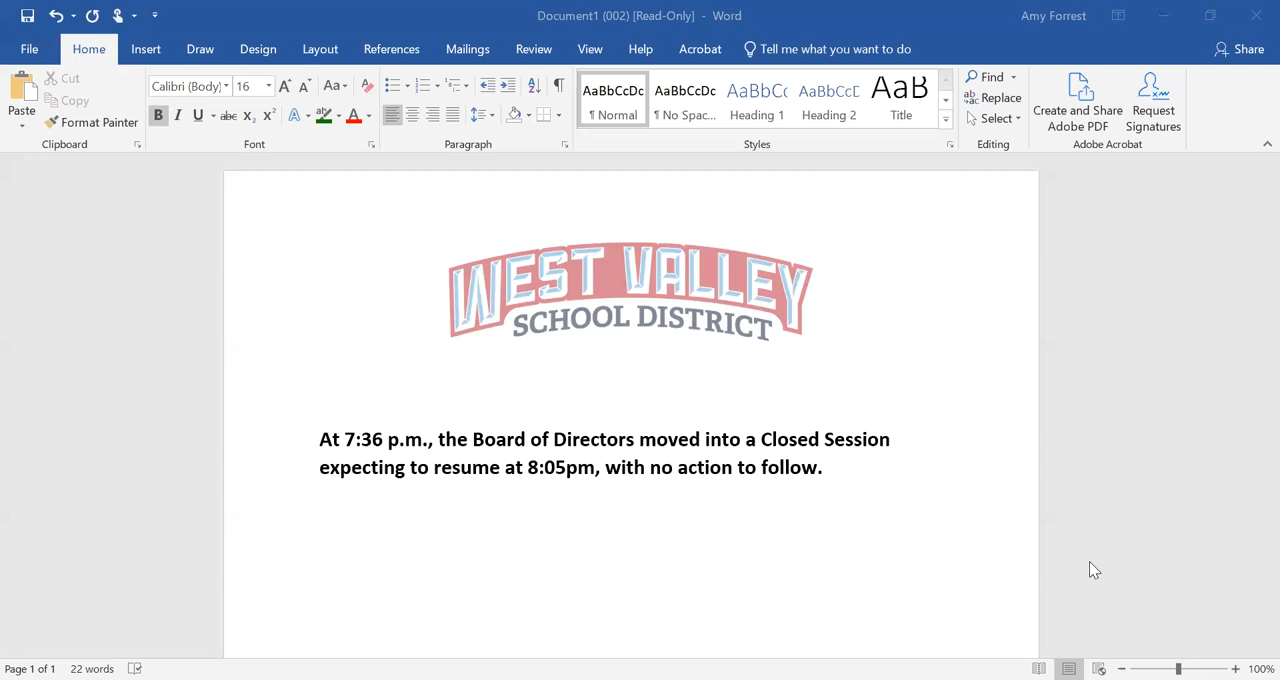 Document1 (002) [Read-Only] - Word
Amy Forrest
File Home Insert Draw Design Layout References Mailings Review View Help Acrobat Tell me what you want to do Share
Paste
Cut
Copy
Format Painter
Calibri (Body) 16
Aa
B I U abc X2 X2 A A
AaBbCcDc AaBbCcDc AaBbCc AaBbCcD AaB
¶ Normal ¶ No Spac... Heading 1 Heading 2 Title
Find
Replace
Select
Create and Share
Adobe PDF
Request
Signatures
Clipboard Font Paragraph Styles Editing Adobe Acrobat
WEST VALLEY
SCHOOL DISTRICT
At 7:36 p.m., the Board of Directors moved into a Closed Session
expecting to resume at 8:05pm, with no action to follow.
Page 1 of 1 22 words 100%